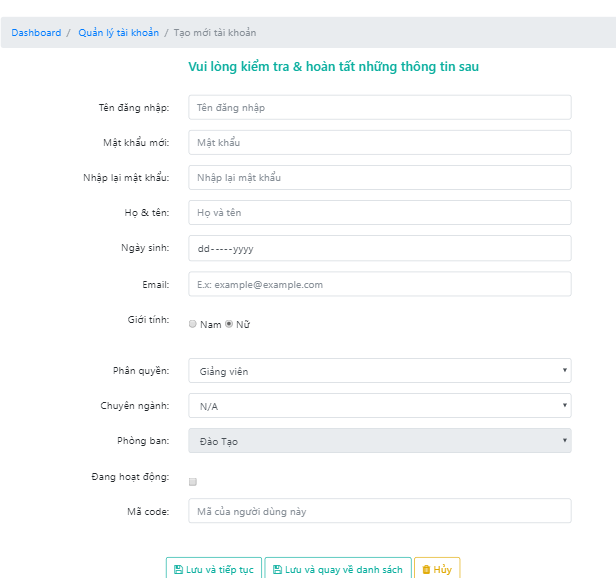 Dashboard / Quản lý tài khoản / Tạo mới tài khoản
Vui lòng kiểm tra & hoàn tất những thông tin sau
Tên đăng nhập: Tên đăng nhập
Mật khẩu mới: Mật khẩu
Nhập lại mật khẩu: Nhập lại mật khẩu
Họ & tên: Họ và tên
Ngày sinh: dd-----yyyy
Email: E.x: example@example.com
Giới tính: Nam Nữ
Phân quyền: Giảng viên
Chuyên ngành: N/A
Phòng ban: Đào Tạo
Đang hoạt động:
Mã code: Mã của người dùng này
Lưu và tiếp tục Lưu và quay về danh sách Hủy